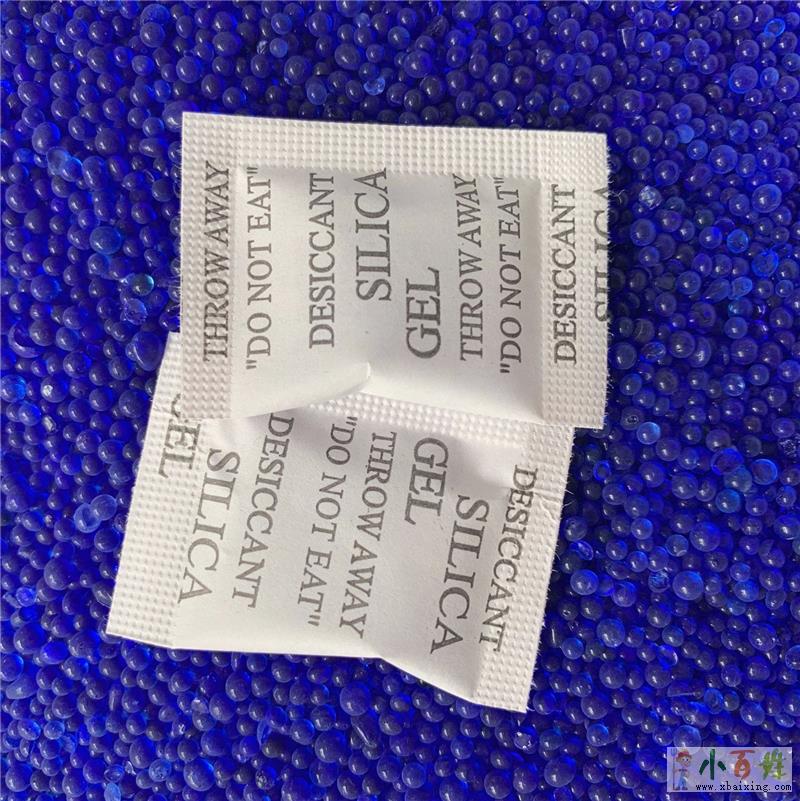 THROW AWAY
"DO NOT EAT"
DESICCANT
SILICA
GEL
THROW AWAY
"DO NOT EAT"
DESICCANT
SILICA
DESICCANT
SILICA
GEL
THROW AWAY
"DO NOT EAT"
DESICCANT
SILICA
GEL
小百姓
www.xbaixing.com